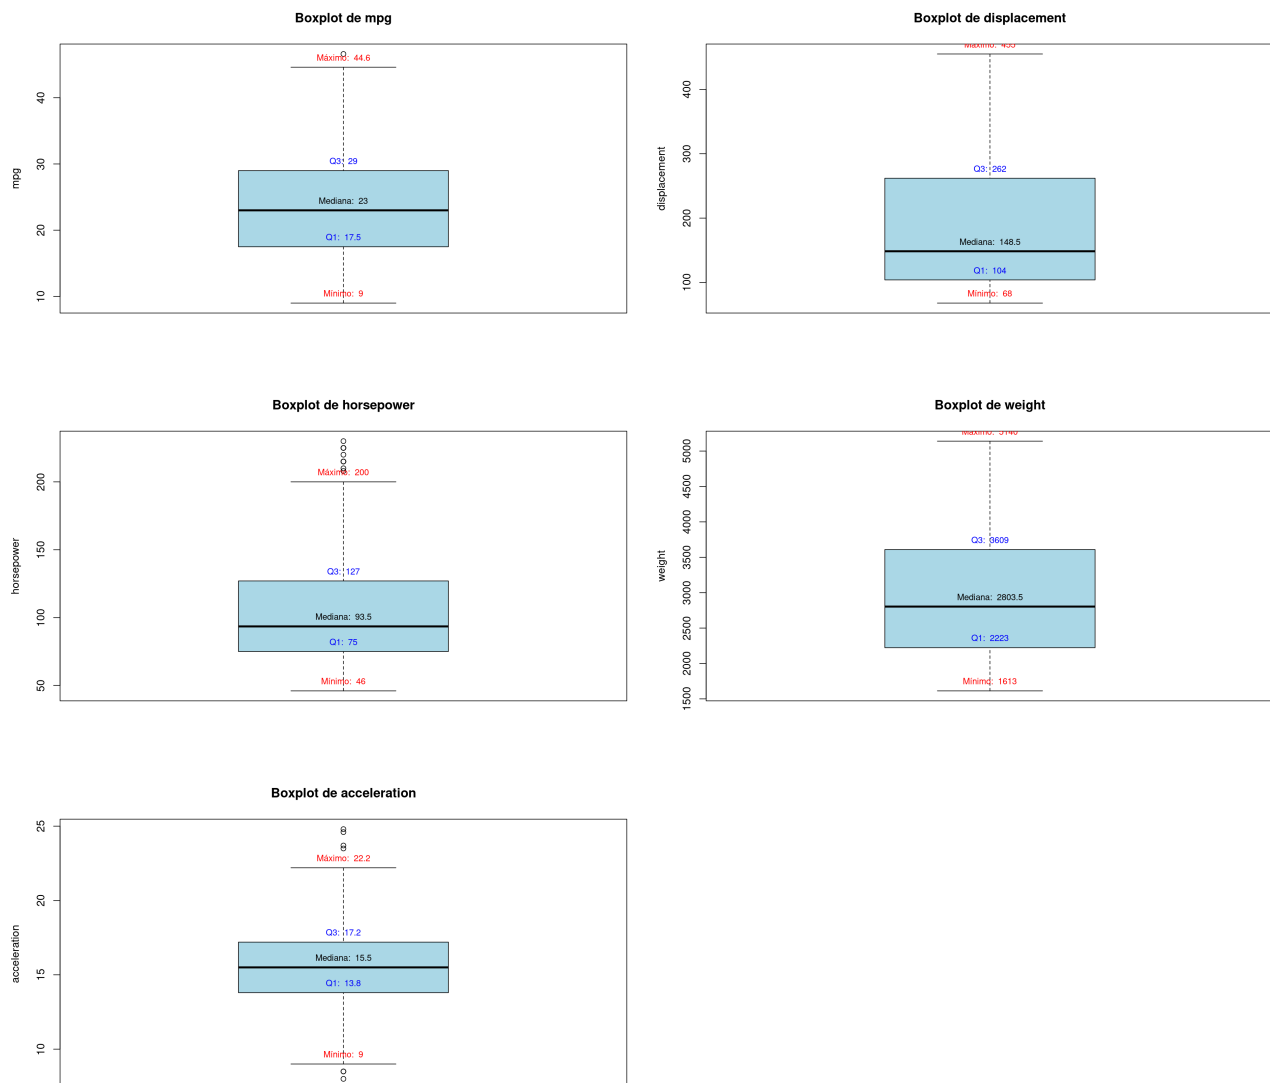 Boxplot de mpg
Máximo: 44.6
Q3: 29
Mediana: 23
Q1: 17.5
Mínimo: 9
mpg
10
20
30
40
Boxplot de displacement
Máximo: 455
Q3: 262
Mediana: 148.5
Q1: 104
Mínimo: 68
displacement
100
200
300
400
Boxplot de horsepower
Máximo: 200
Q3: 127
Mediana: 93.5
Q1: 75
Mínimo: 46
horsepower
50
100
150
200
Boxplot de weight
Máximo: 5140
Q3: 3609
Mediana: 2803.5
Q1: 2223
Mínimo: 1613
weight
1500
2000
2500
3000
3500
4000
4500
5000
Boxplot de acceleration
Máximo: 22.2
Q3: 17.2
Mediana: 15.5
Q1: 13.8
Mínimo: 9
acceleration
10
15
20
25